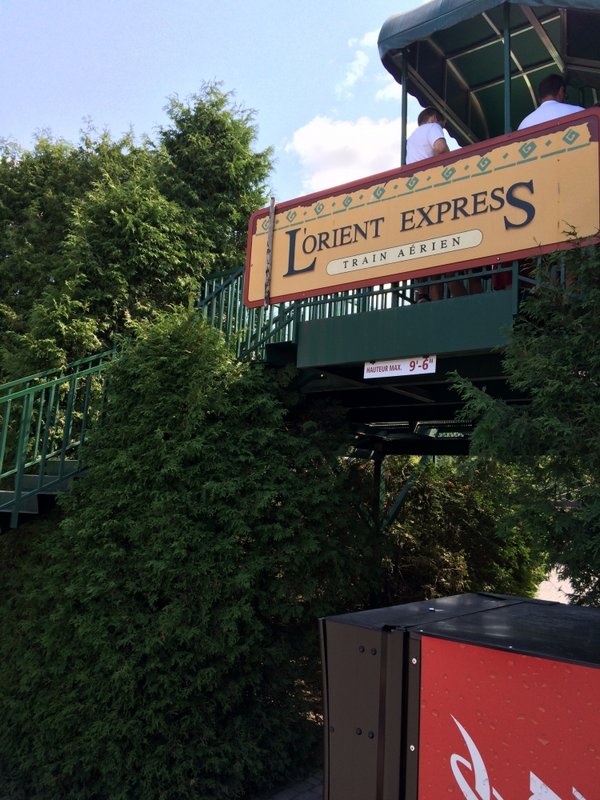 L'ORIENT EXPRESS
TRAIN AÉRIEN
HAUTEUR MAX. 9'-6"